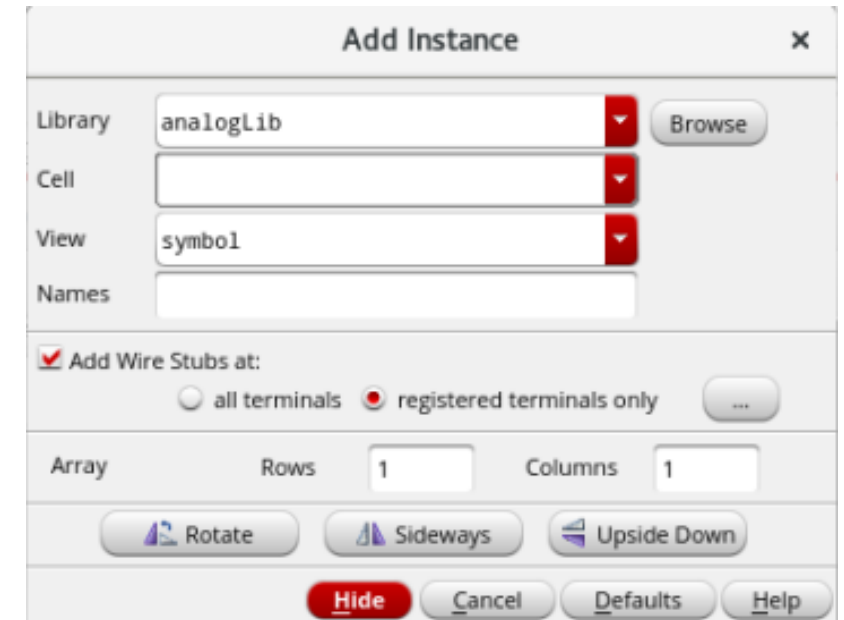 Add Instance
Library analogLib Browse
Cell
View symbol
Names
Add Wire Stubs at:
all terminals registered terminals only ...
Array Rows 1 Columns 1
Rotate Sideways Upside Down
Hide Cancel Defaults Help